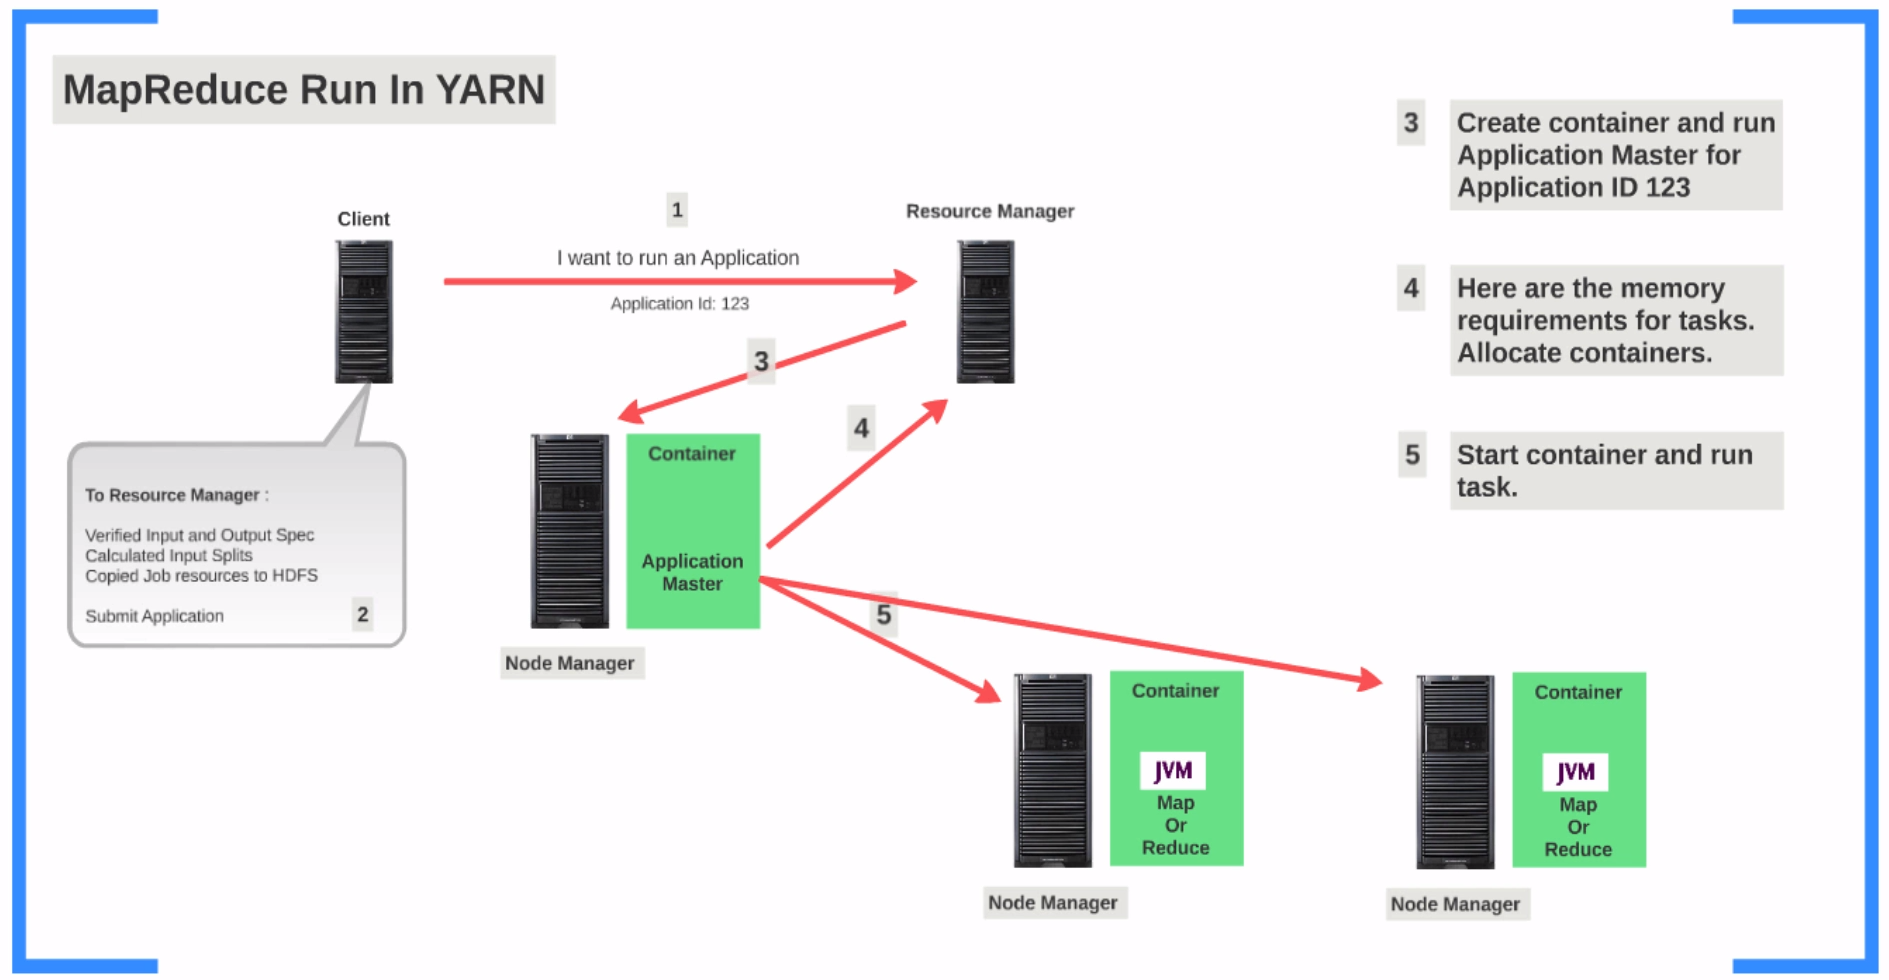 MapReduce Run In YARN
Client
1
I want to run an Application
Application Id: 123
Resource Manager
3
4
To Resource Manager :
Verified Input and Output Spec
Calculated Input Splits
Copied Job resources to HDFS
Submit Application
2
Container
Application
Master
Node Manager
5
Container
JVM
Map
Or
Reduce
Node Manager
Container
JVM
Map
Or
Reduce
Node Manager
3
Create container and run
Application Master for
Application ID 123
4
Here are the memory
requirements for tasks.
Allocate containers.
5
Start container and run
task.